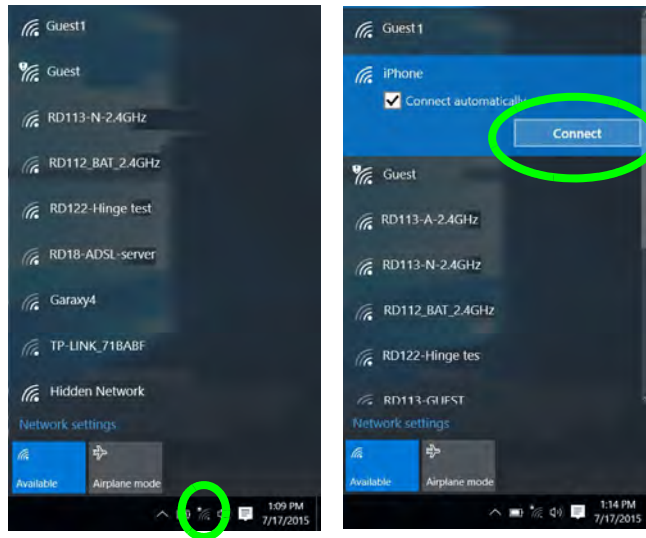 Guest1
Guest
RD113-N-2.4GHz
RD112_BAT_2.4GHz
RD122-Hinge test
RD18-ADSL-server
Garaxy4
TP-LINK_71BABF
Hidden Network
Network settings
Available
Airplane mode
1:09 PM
7/17/2015
Guest1
iPhone
Connect automatically
Connect
Guest
RD113-A-2.4GHz
RD113-N-2.4GHz
RD112_BAT_2.4GHz
RD122-Hinge tes
RD113-GUEST
Network settings
Available
Airplane mode
1:14 PM
7/17/2015